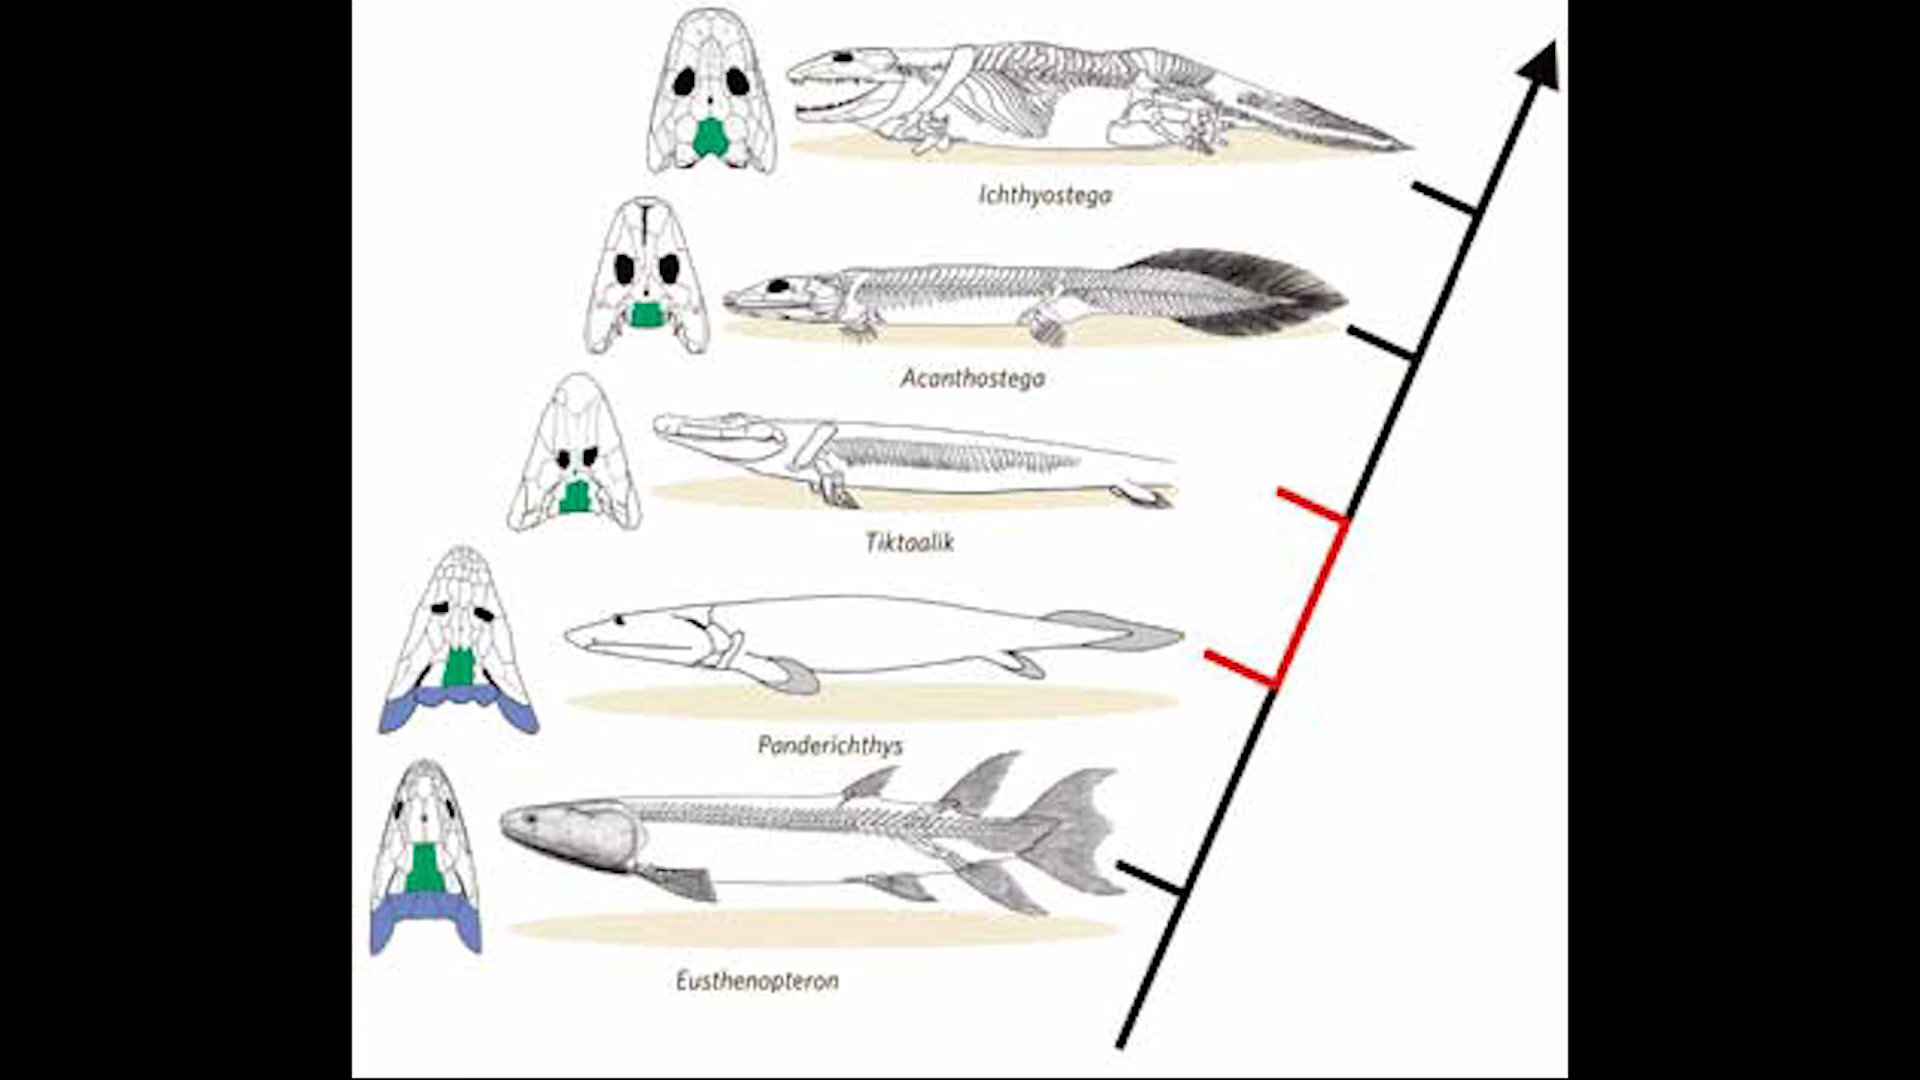 Ichthyostega
Acanthostega
Tiktaalik
Panderichthys
Eusthenopteron